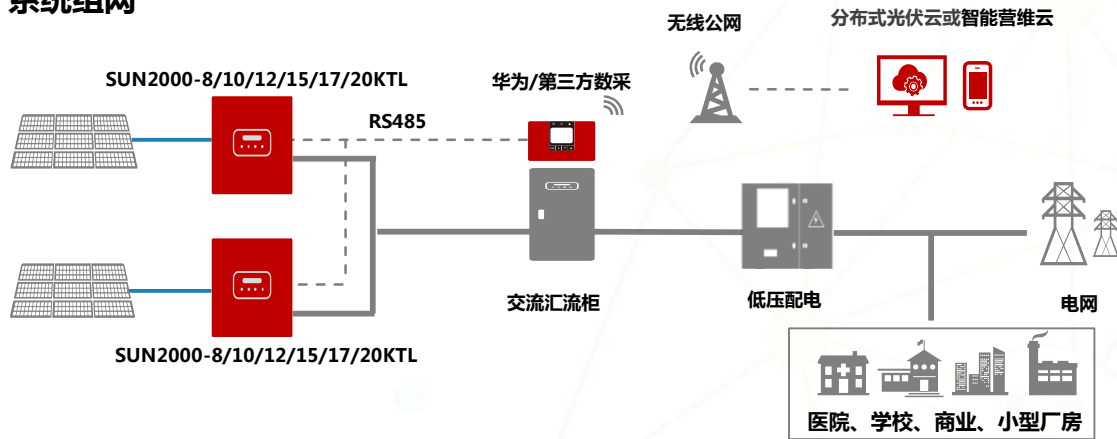 系统组网
无线公网
分布式光伏云或智能营维云
SUN2000-8/10/12/15/17/20KTL
华为/第三方数采
RS485
交流汇流柜
低压配电
电网
SUN2000-8/10/12/15/17/20KTL
医院、学校、商业、小型厂房